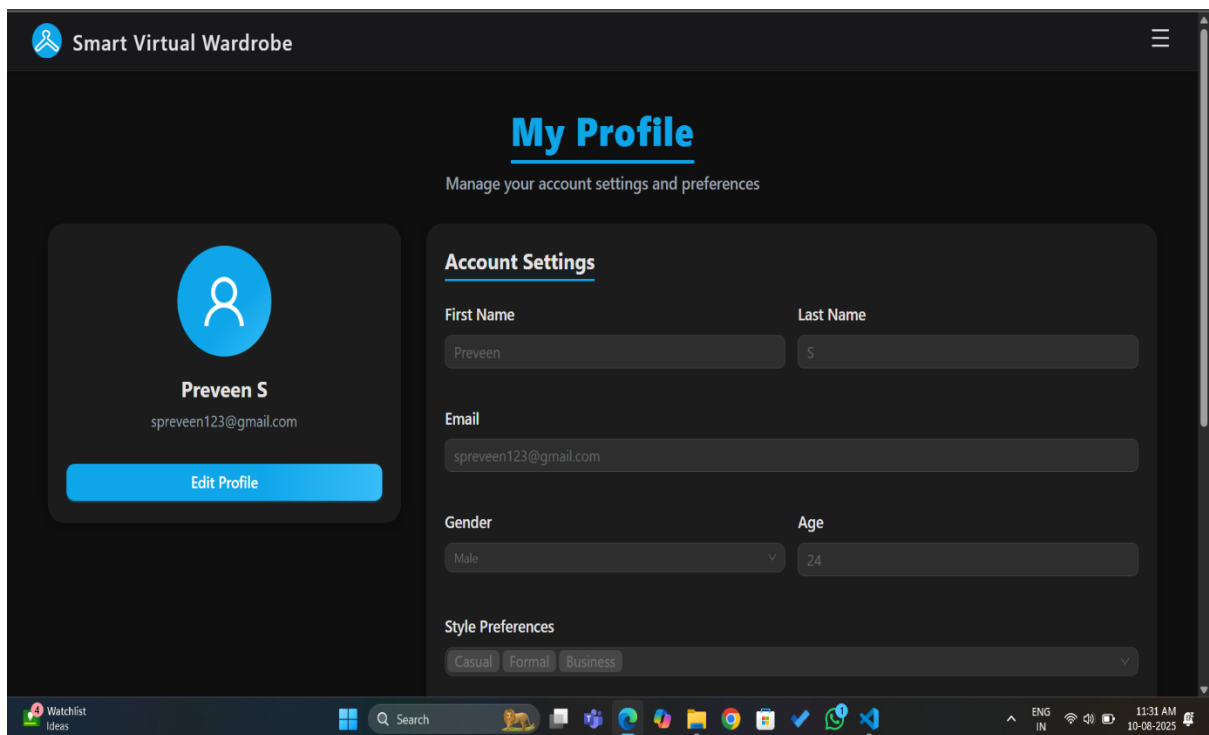 Smart Virtual Wardrobe
My Profile
Manage your account settings and preferences
Preveen S
spreveen123@gmail.com
Edit Profile
Account Settings
First Name
Last Name
Preveen
S
Email
spreveen123@gmail.com
Gender
Age
Male
24
Style Preferences
Casual Formal Business
4
Watchlist
Ideas
Search
1
ENG
IN
11:31 AM
10-08-2025